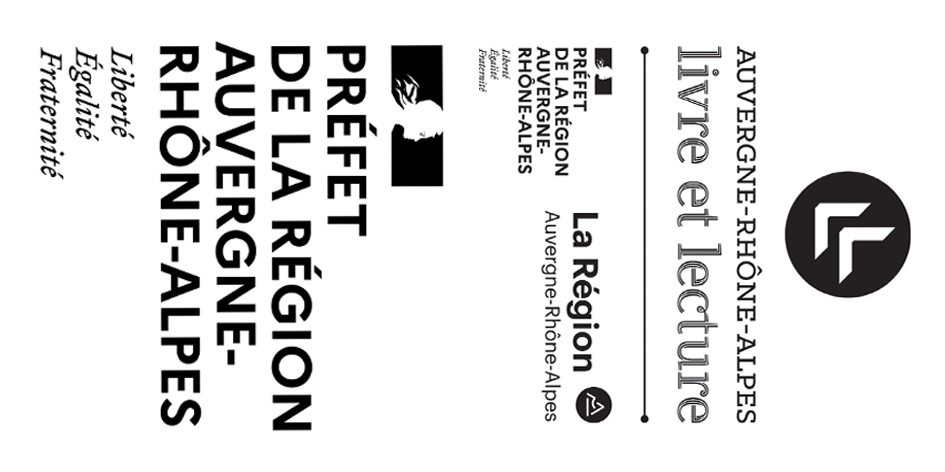 AUVERGNE-RHÔNE-ALPES
livre et lecture
PRÉFET
DE LA RÉGION
AUVERGNE-
RHÔNE-ALPES
Liberté
Égalité
Fraternité
La Région
Auvergne-Rhône-Alpes
PRÉFET
DE LA RÉGION
AUVERGNE-
RHÔNE-ALPES
Liberté
Égalité
Fraternité